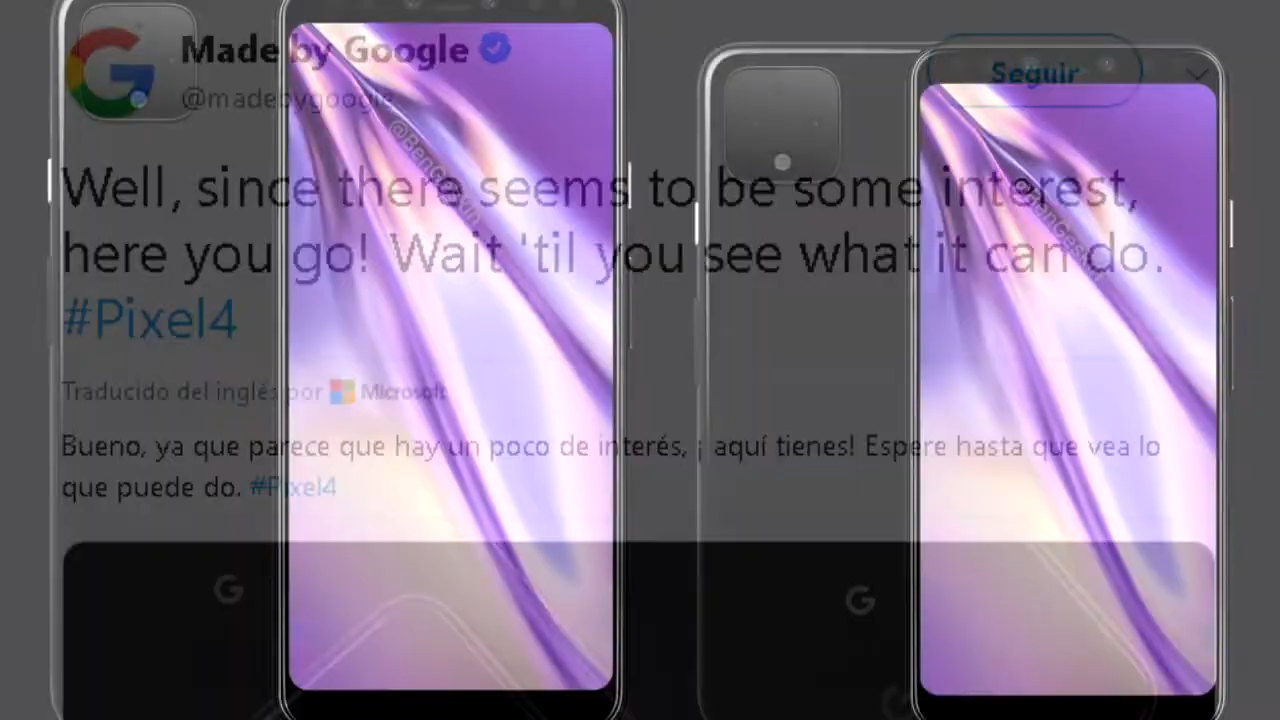 Made by Google
@madebygoogle
Seguir
Well, since there seems to be some interest,
here you go! Wait 'til you see what it can do.
#Pixel4
Traducido del inglés por Microsoft
Bueno, ya que parece que hay un poco de interés, ¡ aquí tienes! Espere hasta que vea lo
que puede do. #Pixel4
G
G